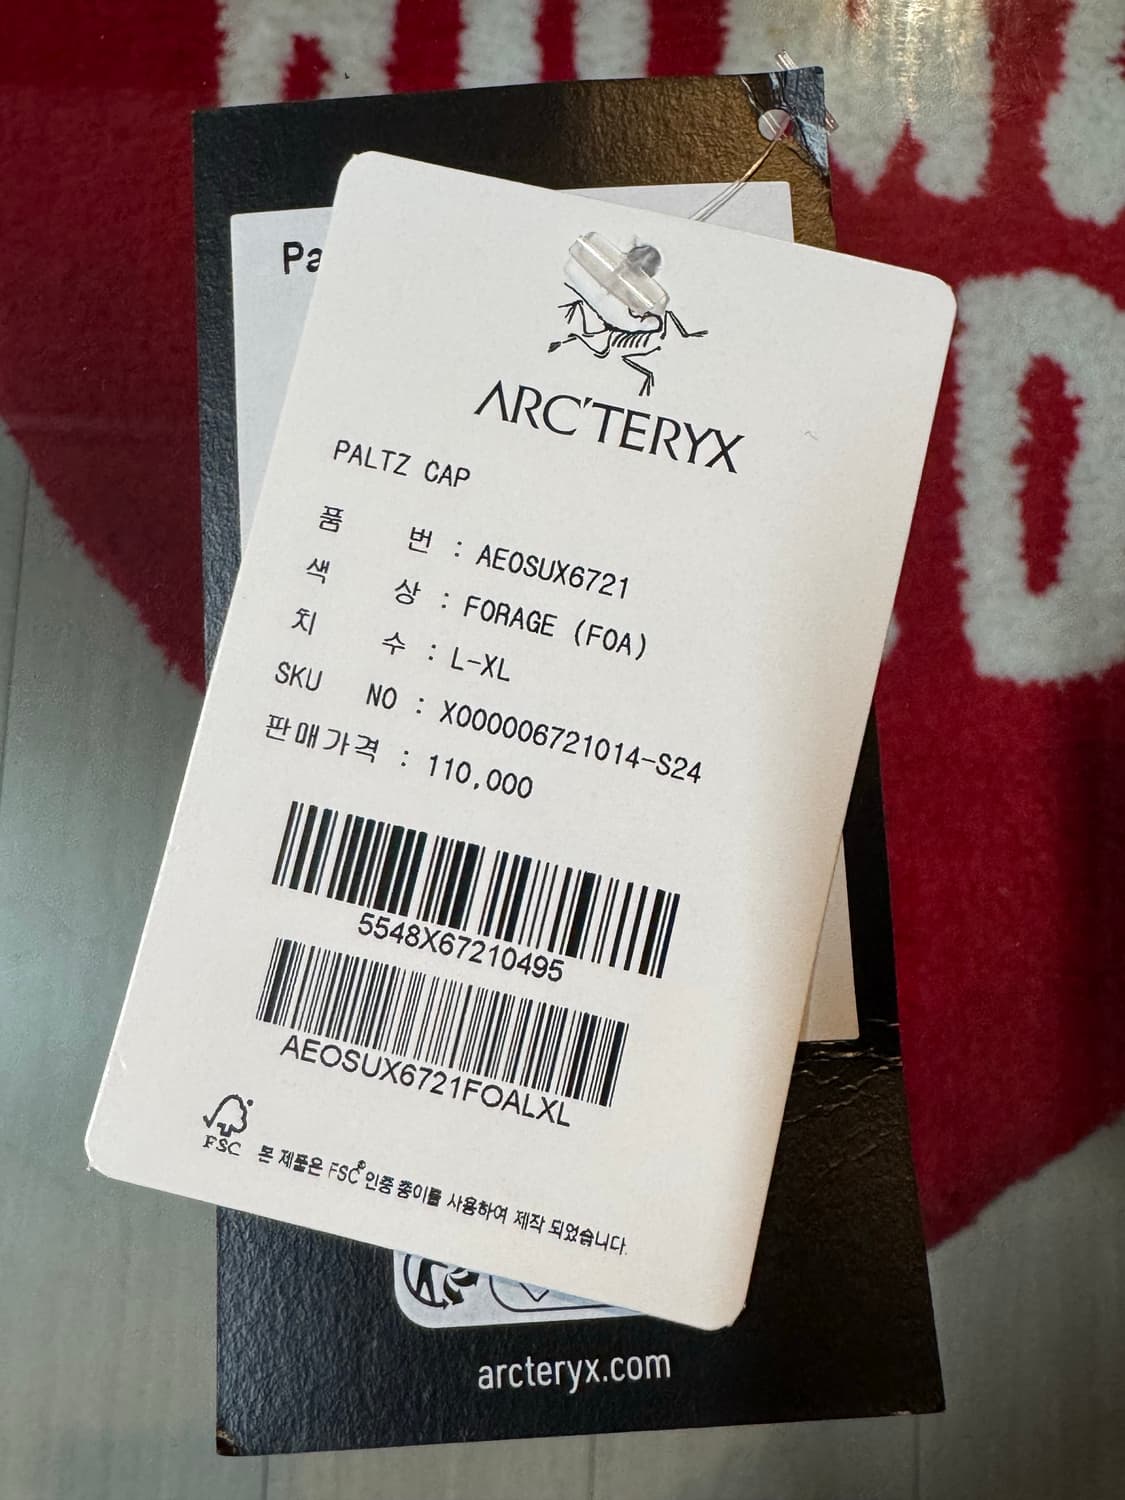 Pa
ARC'TERYX
PALTZ CAP
품 번 : AEOSUX6721
색 상 : FORAGE (FOA)
치 수 : L-XL
SKU NO : X000006721014-S24
판매가격 : 110,000
5548X67210495
AEOSUX6721FOALXL
FSC 본 제품은 FSC® 인증 종이를 사용하여 제작 되었습니다.
arcteryx.com